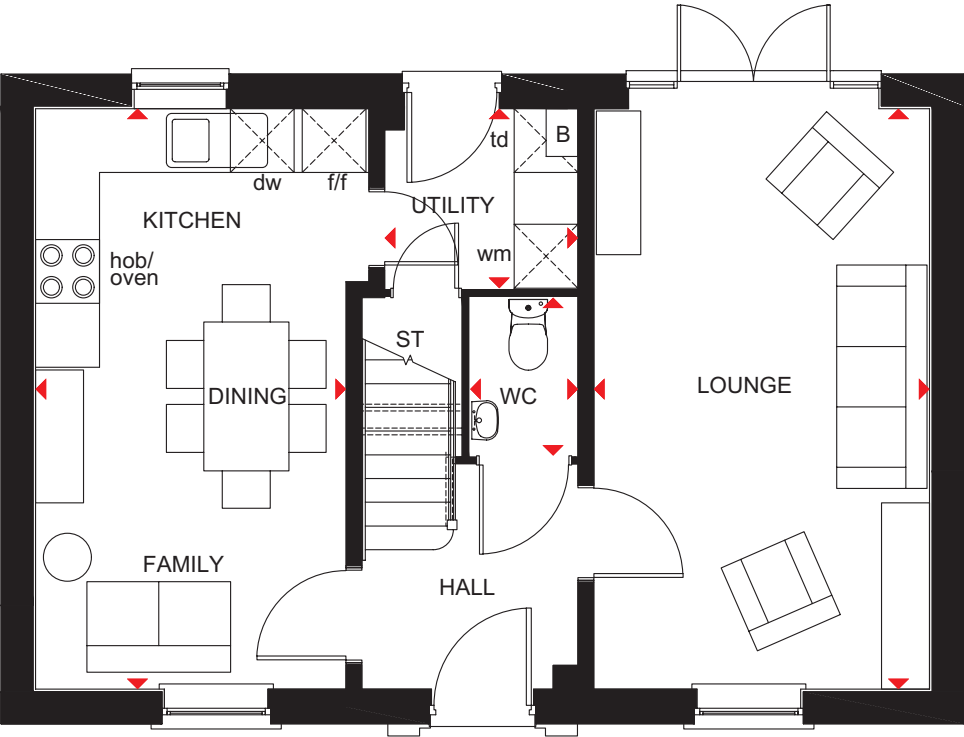 B
td
dw
f/f
UTILITY
KITCHEN
wm
hob/
oven
ST
LOUNGE
DINING
WC
FAMILY
HALL